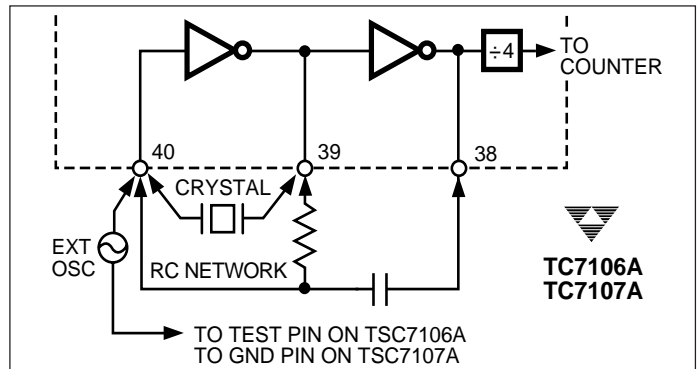 ÷4
TO
COUNTER
40
39
38
CRYSTAL
EXT
OSC
RC NETWORK
TC7106A
TC7107A
TO TEST PIN ON TSC7106A
TO GND PIN ON TSC7107A